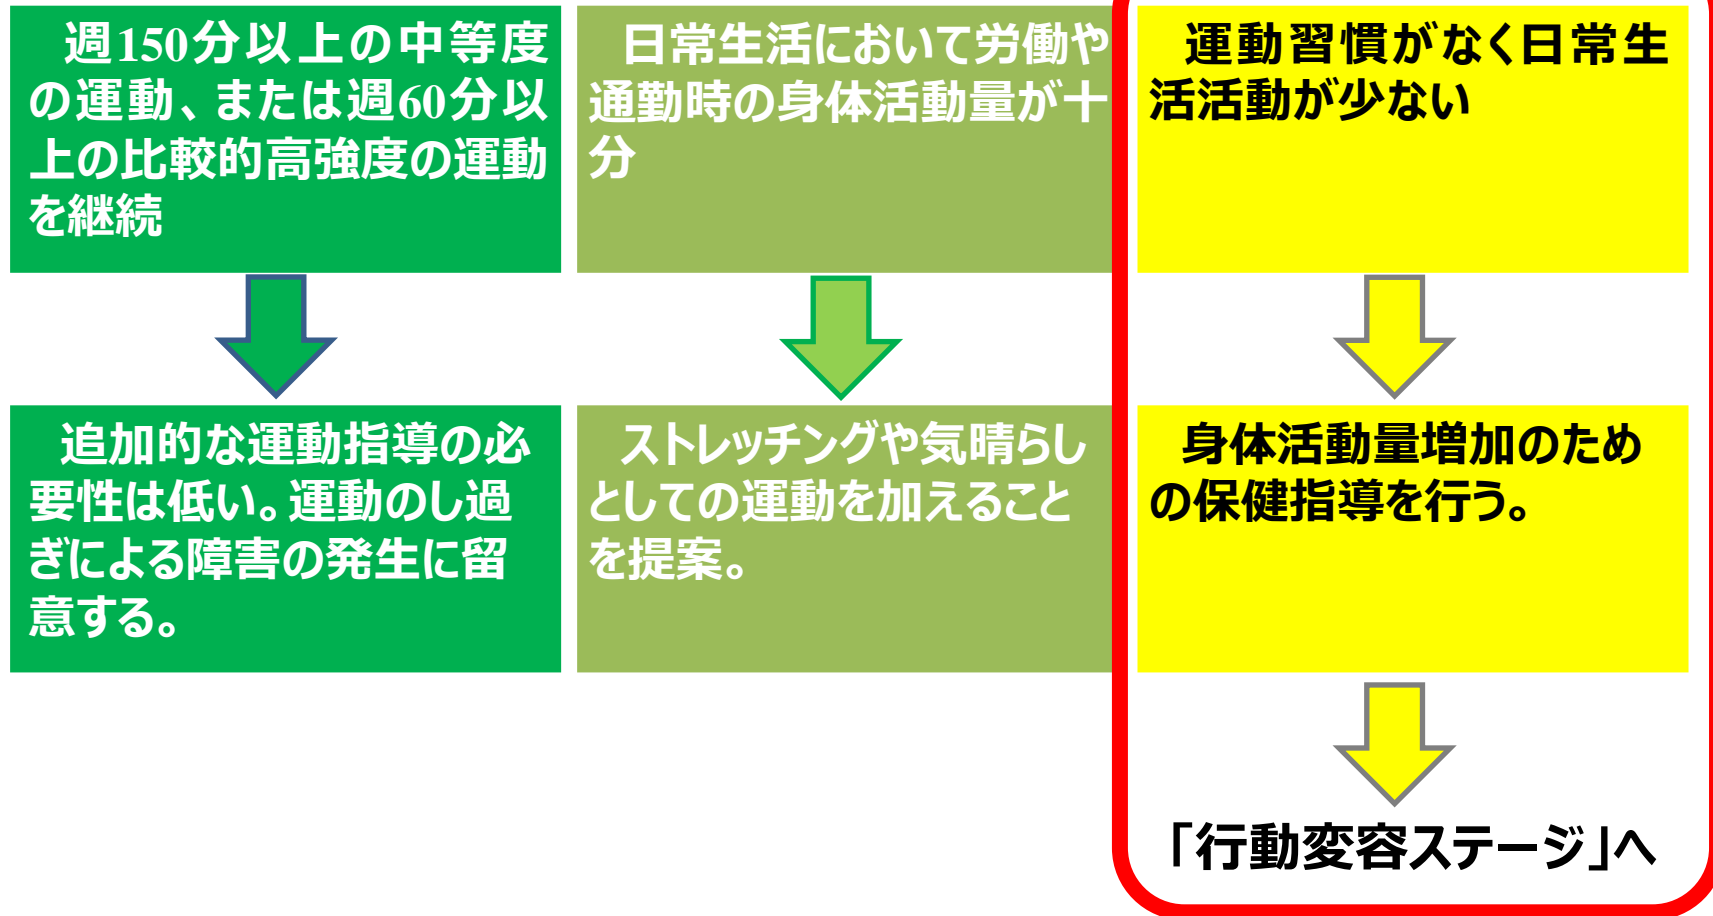 週150分以上の中等度
の運動、または週60分以
上の比較的高強度の運動
を継続
日常生活において労働や
通勤時の身体活動量が十
分
運動習慣がなく日常生
活活動が少ない
追加的な運動指導の必
要性は低い。運動のし過
ぎによる障害の発生に留
意する。
ストレッチングや気晴らし
としての運動を加えること
を提案。
身体活動量増加のため
の保健指導を行う。
「行動変容ステージ」へ